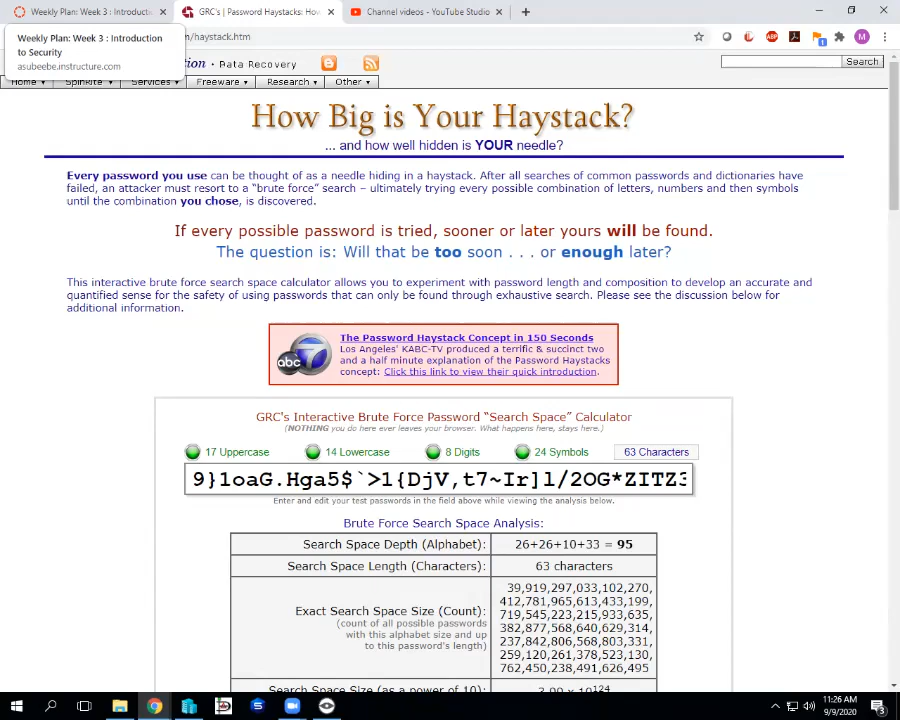 Weekly Plan: Week 3 : Introducti
GRC's | Password Haystacks: Ho
Channel videos - YouTube Studio
Weekly Plan: Week 3 : Introduction
to Security
asubeebe.instructure.com
m/haystack.htm
ABP
1
M
tion • Data Recovery
Search
Home
SpinRite
Services
Freeware
Research
Other
How Big is Your Haystack?
... and how well hidden is YOUR needle?
Every password you use can be thought of as a needle hiding in a haystack. After all searches of common passwords and dictionaries have
failed, an attacker must resort to a “brute force” search – ultimately trying every possible combination of letters, numbers and then symbols
until the combination you chose, is discovered.
If every possible password is tried, sooner or later yours will be found.
The question is: Will that be too soon . . . or enough later?
This interactive brute force search space calculator allows you to experiment with password length and composition to develop an accurate and
quantified sense for the safety of using passwords that can only be found through exhaustive search. Please see the discussion below for
additional information.
abc 7
The Password Haystack Concept in 150 Seconds
Los Angeles' KABC-TV produced a terrific & succinct two
and a half minute explanation of the Password Haystacks
concept: Click this link to view their quick introduction.
GRC's Interactive Brute Force Password “Search Space” Calculator
(NOTHING you do here ever leaves your browser. What happens here, stays here.)
17 Uppercase
14 Lowercase
8 Digits
24 Symbols
63 Characters
9}1oaG.Hga5$`>1{DjV,t7~Ir]l/2OG*ZITZ3
Enter and edit your test passwords in the field above while viewing the analysis below.
Brute Force Search Space Analysis:
Search Space Depth (Alphabet): 26+26+10+33 = 95
Search Space Length (Characters): 63 characters
Exact Search Space Size (Count):
(count of all possible passwords
with this alphabet size and up
to this password's length)
39,919,297,033,102,270,
412,781,965,613,433,199,
719,545,223,215,933,635,
382,877,568,640,629,314,
237,842,806,568,803,331,
259,120,261,378,523,130,
762,450,238,491,626,495
Search Space Size (as a power of 10): 3.99 x 10124
11:26 AM
9/9/2020
3